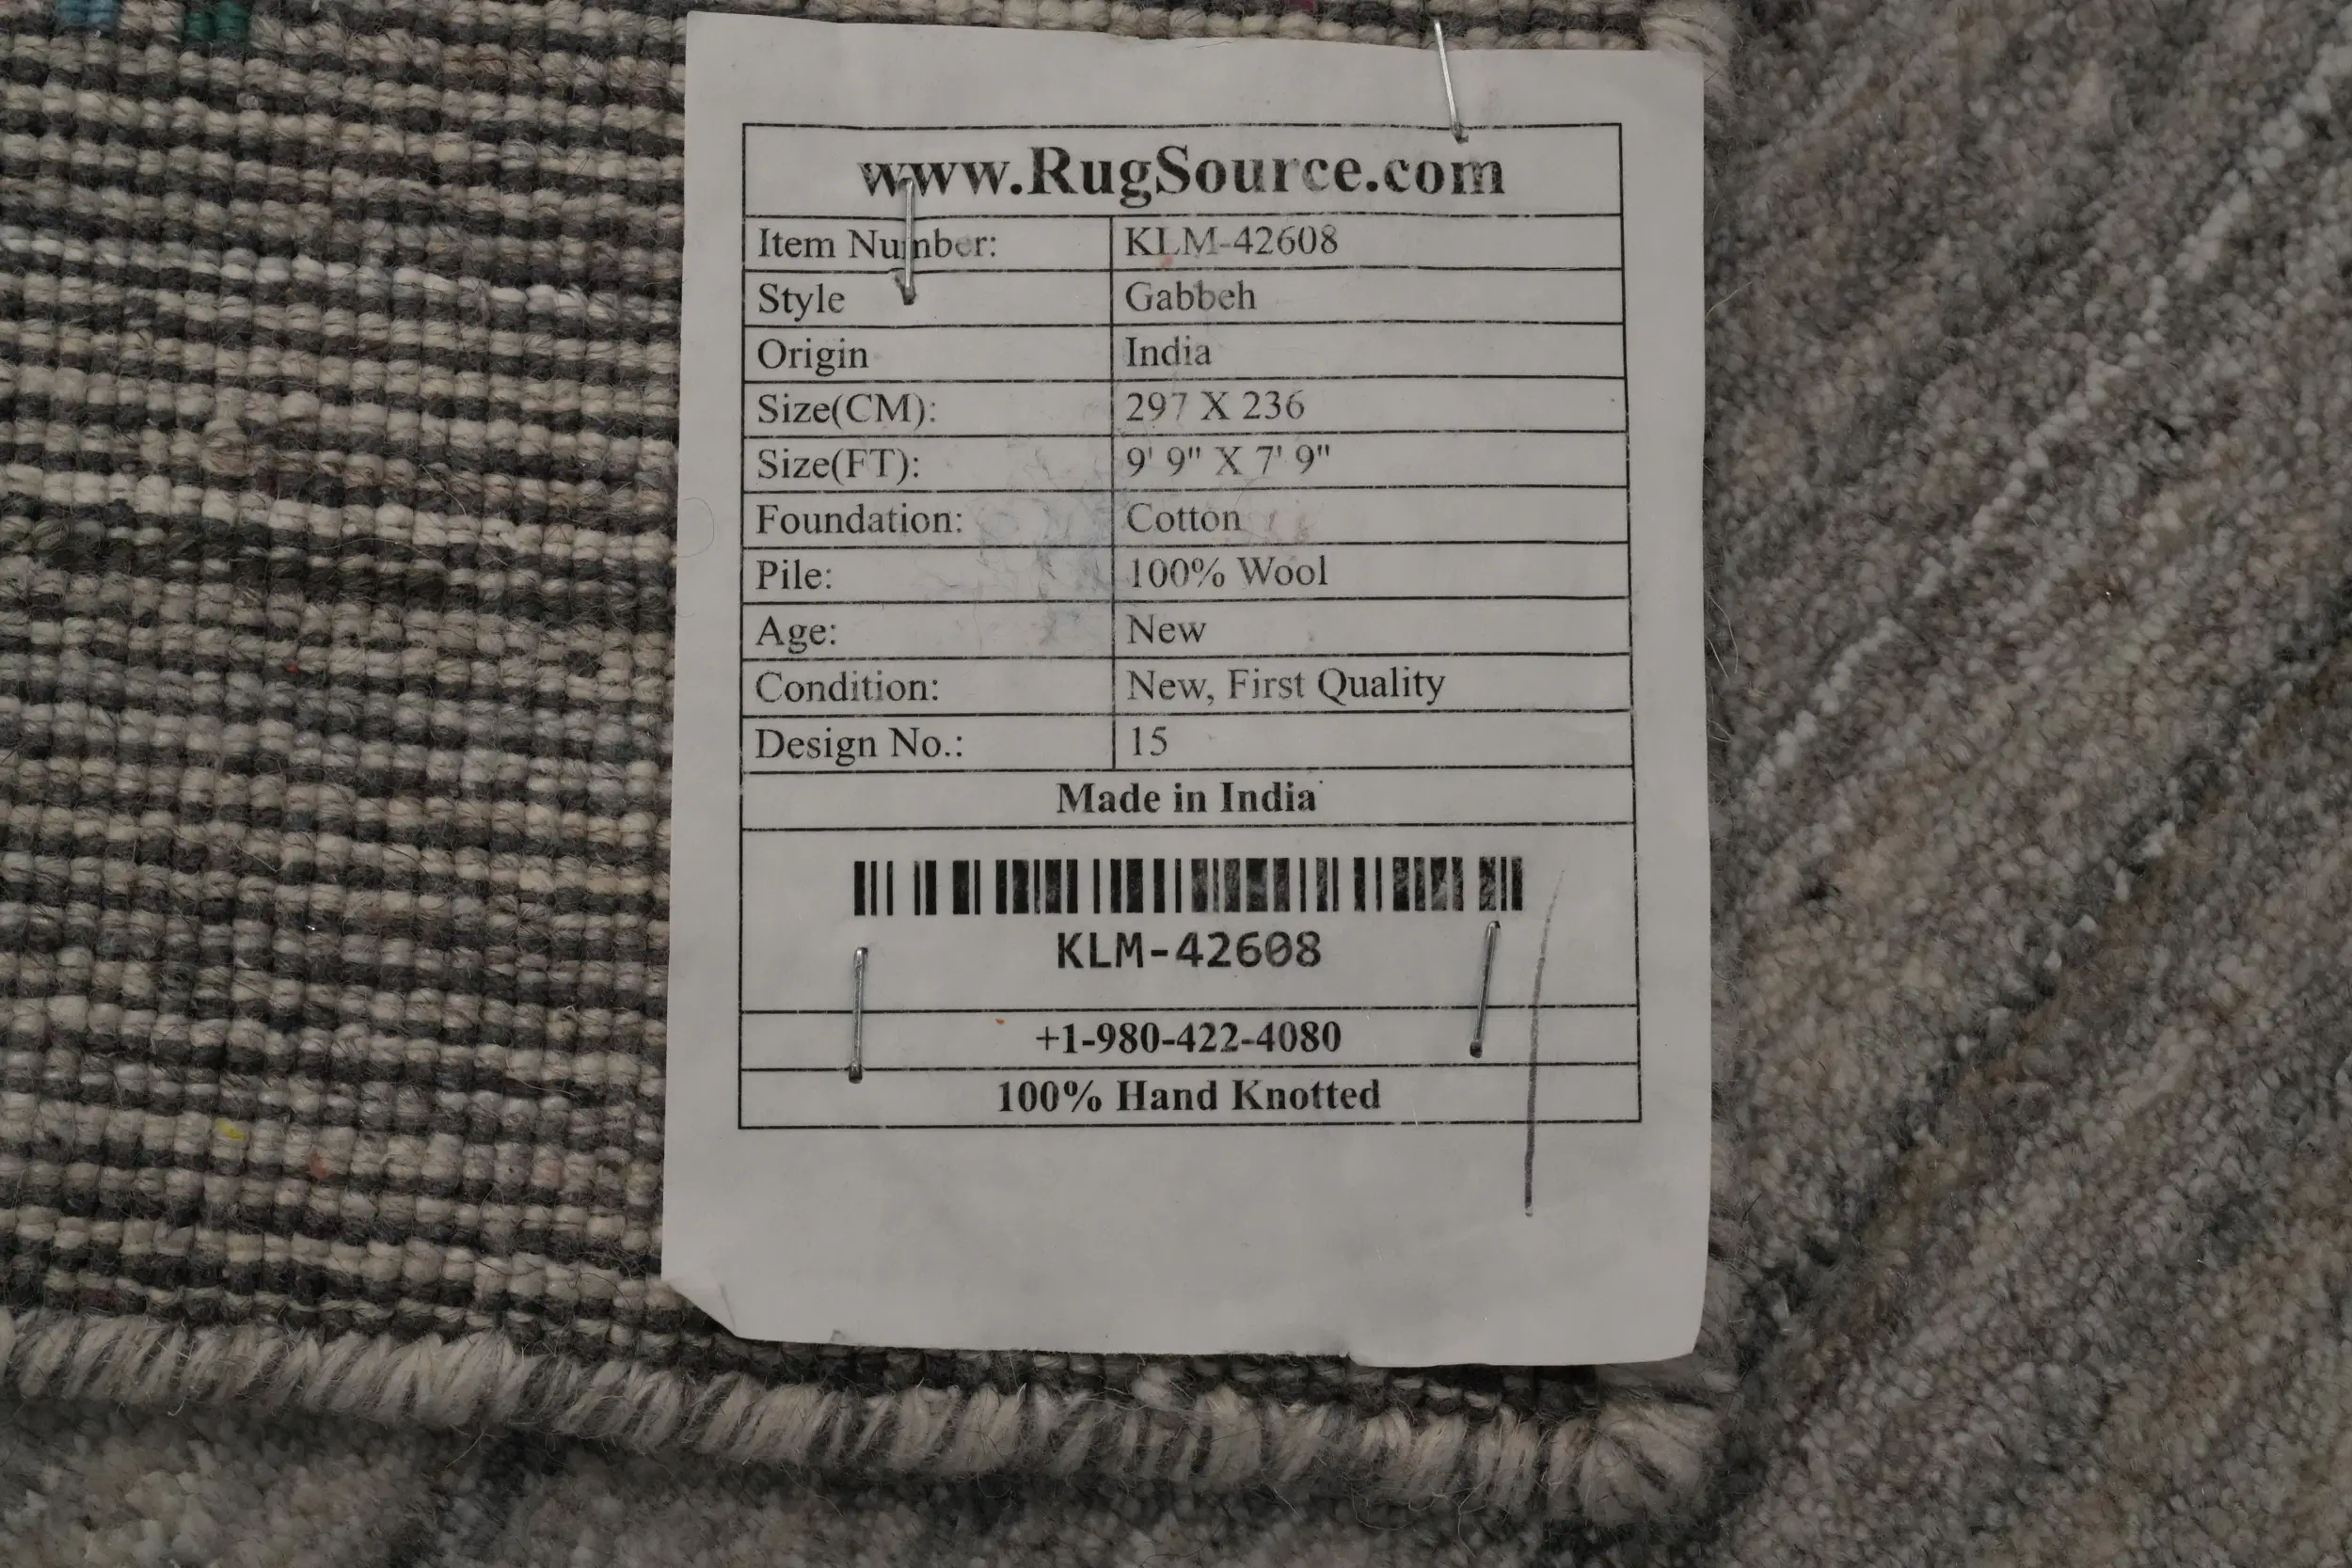 www.RugSource.com
Item Number: KLM-42608
Style Gabbeh
Origin India
Size(CM): 297 X 236
Size(FT): 9' 9" X 7' 9"
Foundation: Cotton
Pile: 100% Wool
Age: New
Condition: New, First Quality
Design No.: 15
Made in India
KLM-42608
+1-980-422-4080
100% Hand Knotted